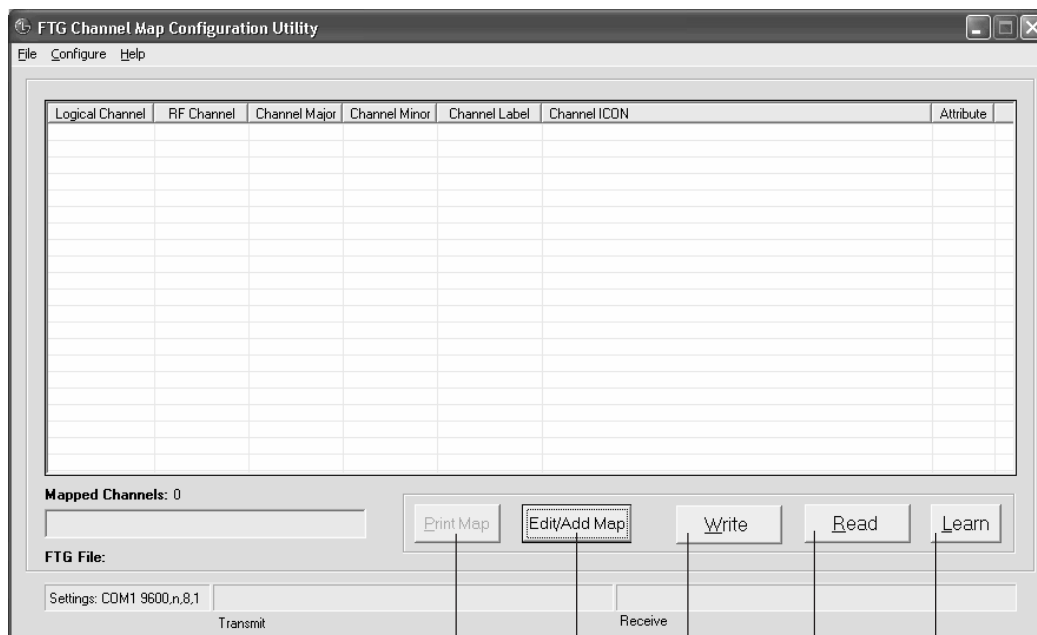 FTG Channel Map Configuration Utility
File Configure Help
Logical Channel RF Channel Channel Major Channel Minor Channel Label Channel ICON Attribute
Mapped Channels: 0
Print Map Edit/Add Map Write Read Learn
FTG File:
Settings: COM1 9600,n,8,1
Transmit Receive